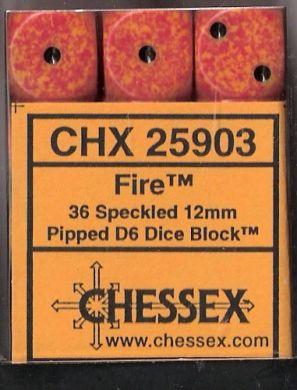 CHX 25903
Fire™
36 Speckled 12mm
Pipped D6 Dice Block™
CHESSEX
www.chessex.com